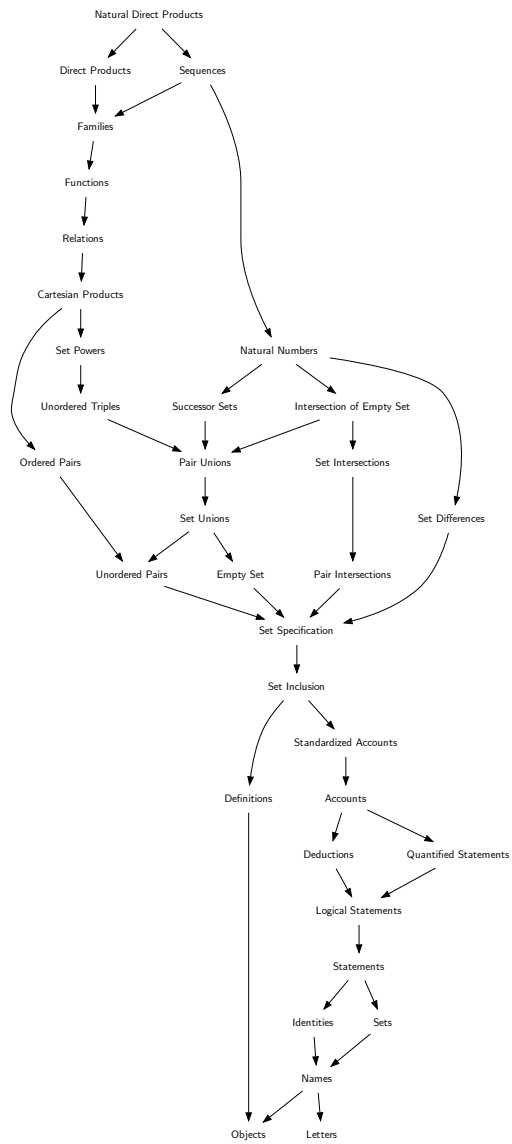 Natural Direct Products
Direct Products
Sequences
Families
Functions
Relations
Cartesian Products
Set Powers
Natural Numbers
Unordered Triples
Successor Sets
Intersection of Empty Set
Ordered Pairs
Pair Unions
Set Intersections
Set Unions
Set Differences
Unordered Pairs
Empty Set
Pair Intersections
Set Specification
Set Inclusion
Standardized Accounts
Definitions
Accounts
Deductions
Quantified Statements
Logical Statements
Statements
Identities
Sets
Names
Objects
Letters